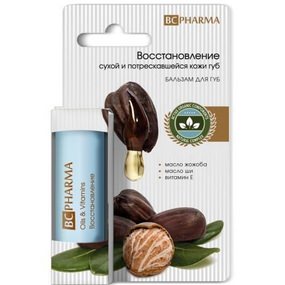 BC PHARMA
Восстановление
сухой и потрескавшейся кожи губ
БАЛЬЗАМ ДЛЯ ГУБ
• масло жожоба
• масло ши
• витамин Е
BC PHARMA
Oils & Vitamins
Восстановление